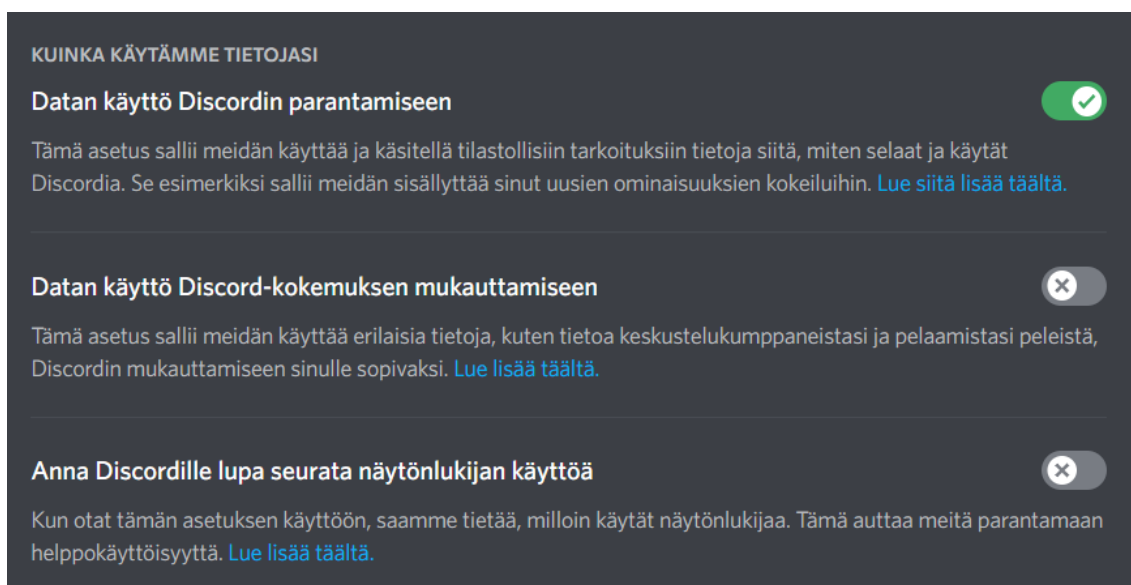 KUINKA KÄYTÄMME TIETOJASI
Datan käyttö Discordin parantamiseen
Tämä asetus sallii meidän käyttää ja käsitellä tilastollisiin tarkoituksiin tietoja siitä, miten selaat ja käytät
Discordia. Se esimerkiksi sallii meidän sisällyttää sinut uusien ominaisuuksien kokeiluihin. Lue siitä lisää täältä.
Datan käyttö Discord-kokemuksen mukauttamiseen
Tämä asetus sallii meidän käyttää erilaisia tietoja, kuten tietoa keskustelukumppaneistasi ja pelaamistasi peleistä,
Discordin mukauttamiseen sinulle sopivaksi. Lue lisää täältä.
Anna Discordille lupa seurata näytönlukijan käyttöä
Kun otat tämän asetuksen käyttöön, saamme tietää, milloin käytät näytönlukijaa. Tämä auttaa meitä parantamaan
helppokäyttöisyyttä. Lue lisää täältä.